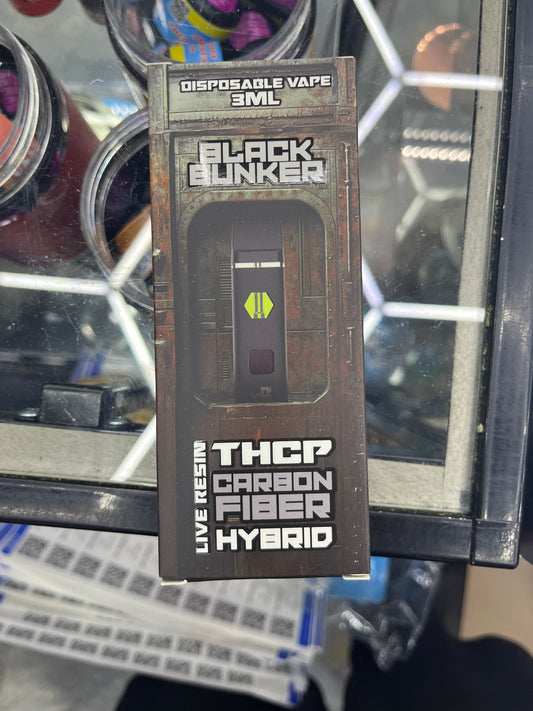 DISPOSABLE VAPE
3ML
BLACK
BUNKER
LIVE RESIN
THCP
CARBON
FIBER
HYBRID